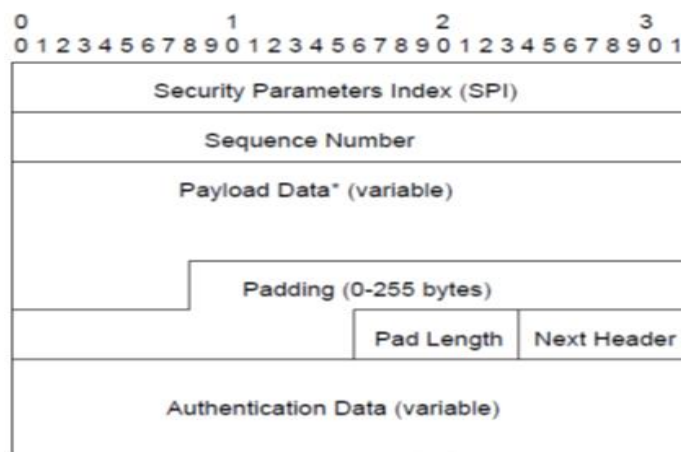 0 1 2 3
0 1 2 3 4 5 6 7 8 9 0 1 2 3 4 5 6 7 8 9 0 1 2 3 4 5 6 7 8 9 0 1
Security Parameters Index (SPI)
Sequence Number
Payload Data* (variable)
Padding (0-255 bytes)
Pad Length Next Header
Authentication Data (variable)